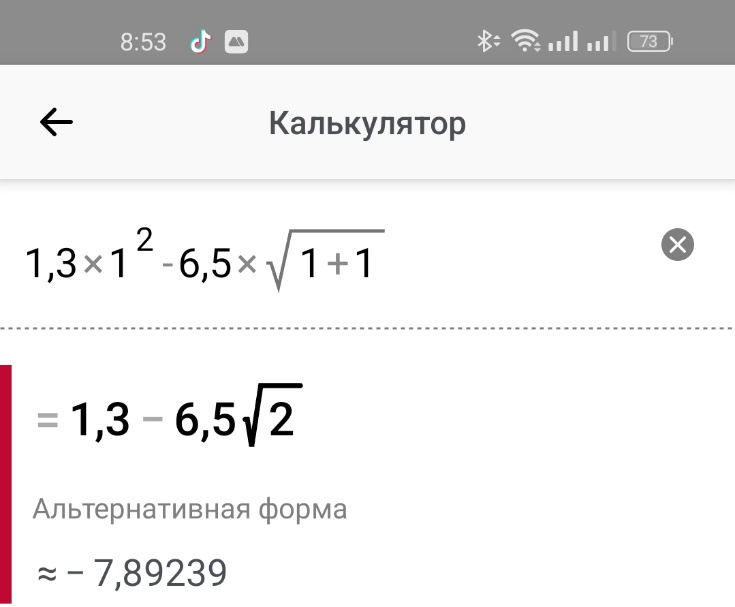 8:53 73
Калькулятор
1,3×1²-6,5×√1+1
= 1,3 − 6,5√2
Альтернативная форма
≈ − 7,89239